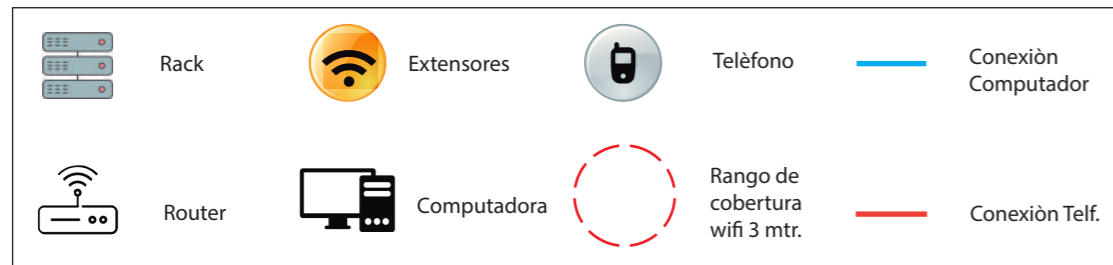 Rack
Extensores
Telèfono
Conexiòn
Computador
Router
Computadora
Rango de
cobertura
wifi 3 mtr.
Conexiòn Telf.